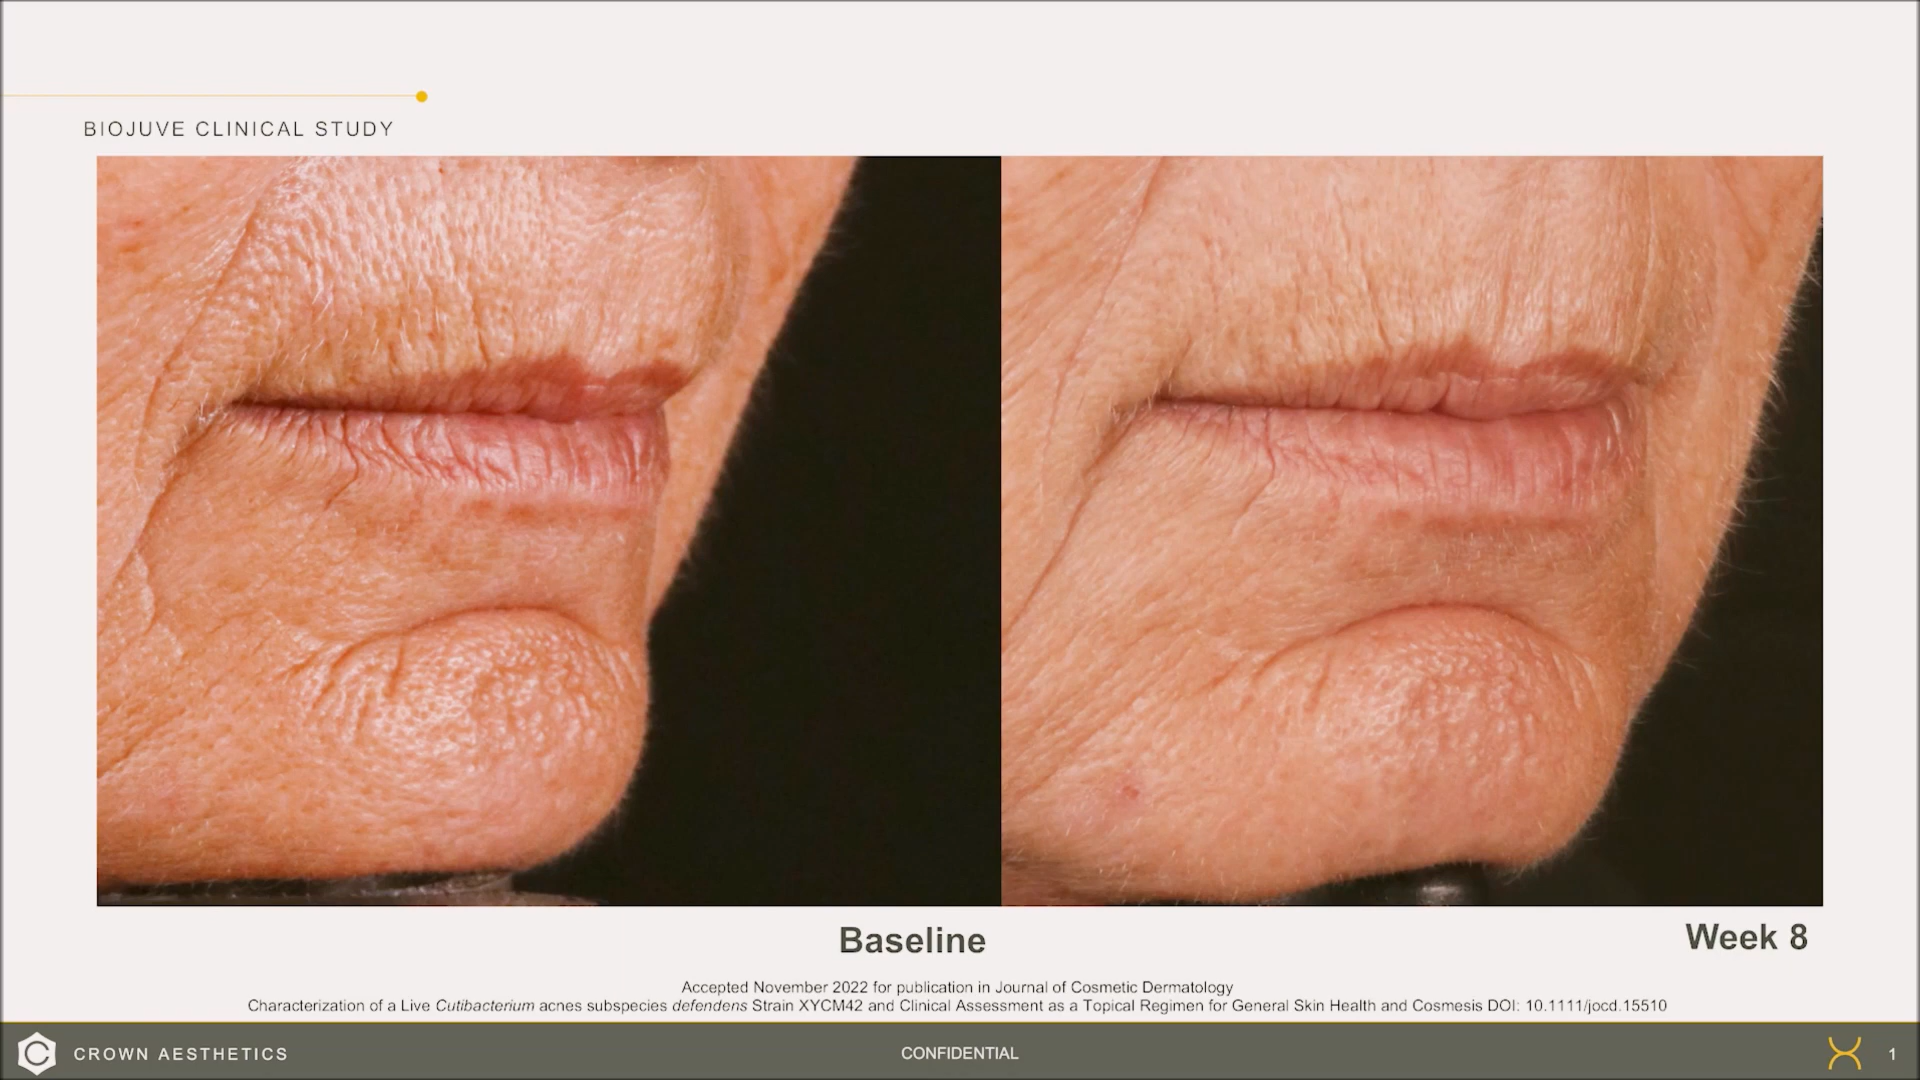 BIOJUVE CLINICAL STUDY
Baseline
Week 8
Accepted November 2022 for publication in Journal of Cosmetic Dermatology
Characterization of a Live Cutibacterium acnes subspecies defendens Strain XYCM42 and Clinical Assessment as a Topical Regimen for General Skin Health and Cosmesis DOI: 10.1111/jocd.15510
CROWN AESTHETICS
CONFIDENTIAL
1